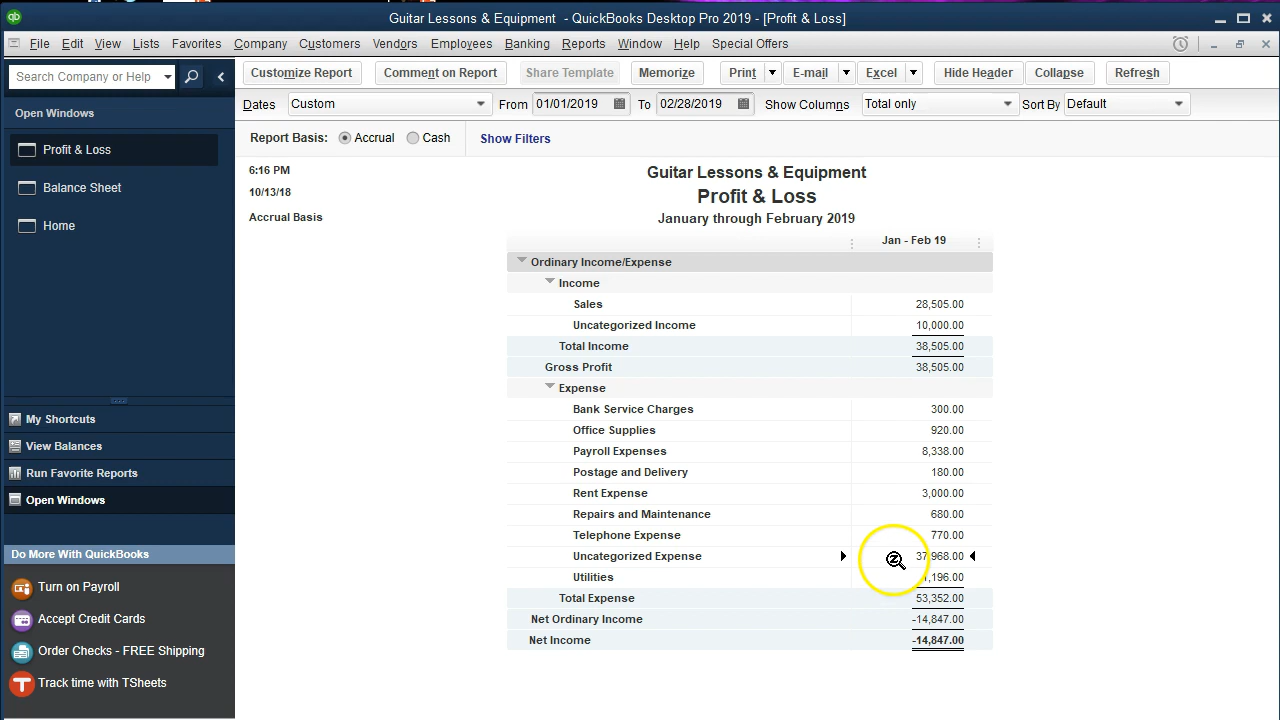 Guitar Lessons & Equipment - QuickBooks Desktop Pro 2019 - [Profit & Loss]
File Edit View Lists Favorites Company Customers Vendors Employees Banking Reports Window Help Special Offers
Search Company or Help
Customize Report Comment on Report Share Template Memorize Print E-mail Excel Hide Header Collapse Refresh
Dates Custom From 01/01/2019 To 02/28/2019 Show Columns Total only Sort By Default
Report Basis: Accrual Cash Show Filters
Open Windows
Profit & Loss
Balance Sheet
Home
My Shortcuts
View Balances
Run Favorite Reports
Open Windows
Do More With QuickBooks
Turn on Payroll
Accept Credit Cards
Order Checks - FREE Shipping
Track time with TSheets
6:16 PM
10/13/18
Accrual Basis
Guitar Lessons & Equipment
Profit & Loss
January through February 2019
Jan - Feb 19
Ordinary Income/Expense
Income
Sales 28,505.00
Uncategorized Income 10,000.00
Total Income 38,505.00
Gross Profit 38,505.00
Expense
Bank Service Charges 300.00
Office Supplies 920.00
Payroll Expenses 8,338.00
Postage and Delivery 180.00
Rent Expense 3,000.00
Repairs and Maintenance 680.00
Telephone Expense 770.00
Uncategorized Expense 37,968.00
Utilities 1,196.00
Total Expense 53,352.00
Net Ordinary Income -14,847.00
Net Income -14,847.00